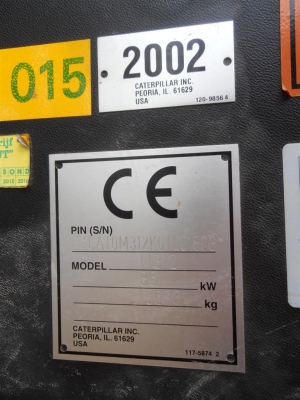 015
2002
CATERPILLAR INC.
PEORIA, IL. 61629
USA
120-9856 4
CE
PIN (S/N)
MODEL
kW
kg
CATERPILLAR INC.
PEORIA, IL. 61629
USA
117-5874 2